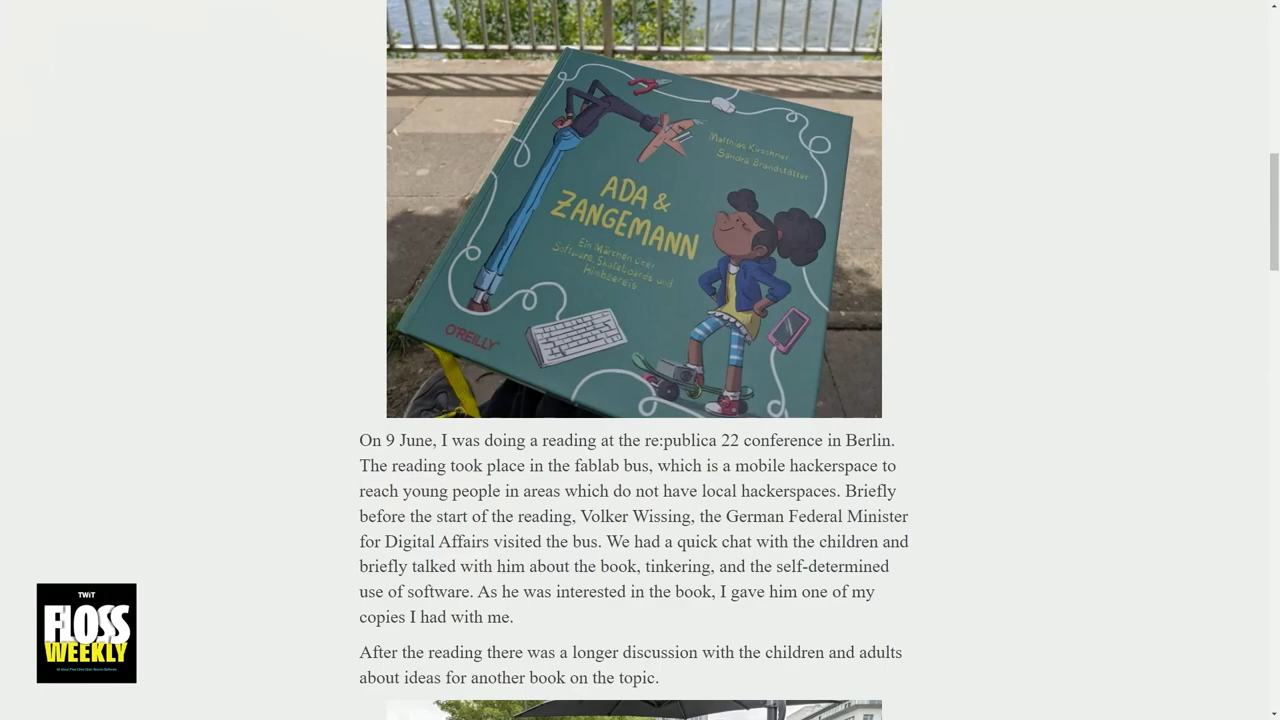 Matthias Kirschner
Sandra Brandstätter
ADA &
ZANGEMANN
Ein Märchen über
Software, Skateboards und
Himbeereis
O'REILLY
On 9 June, I was doing a reading at the re:publica 22 conference in Berlin.
The reading took place in the fablab bus, which is a mobile hackerspace to
reach young people in areas which do not have local hackerspaces. Briefly
before the start of the reading, Volker Wissing, the German Federal Minister
for Digital Affairs visited the bus. We had a quick chat with the children and
briefly talked with him about the book, tinkering, and the self-determined
use of software. As he was interested in the book, I gave him one of my
copies I had with me.
TWiT
FLOSS
WEEKLY
After the reading there was a longer discussion with the children and adults
about ideas for another book on the topic.